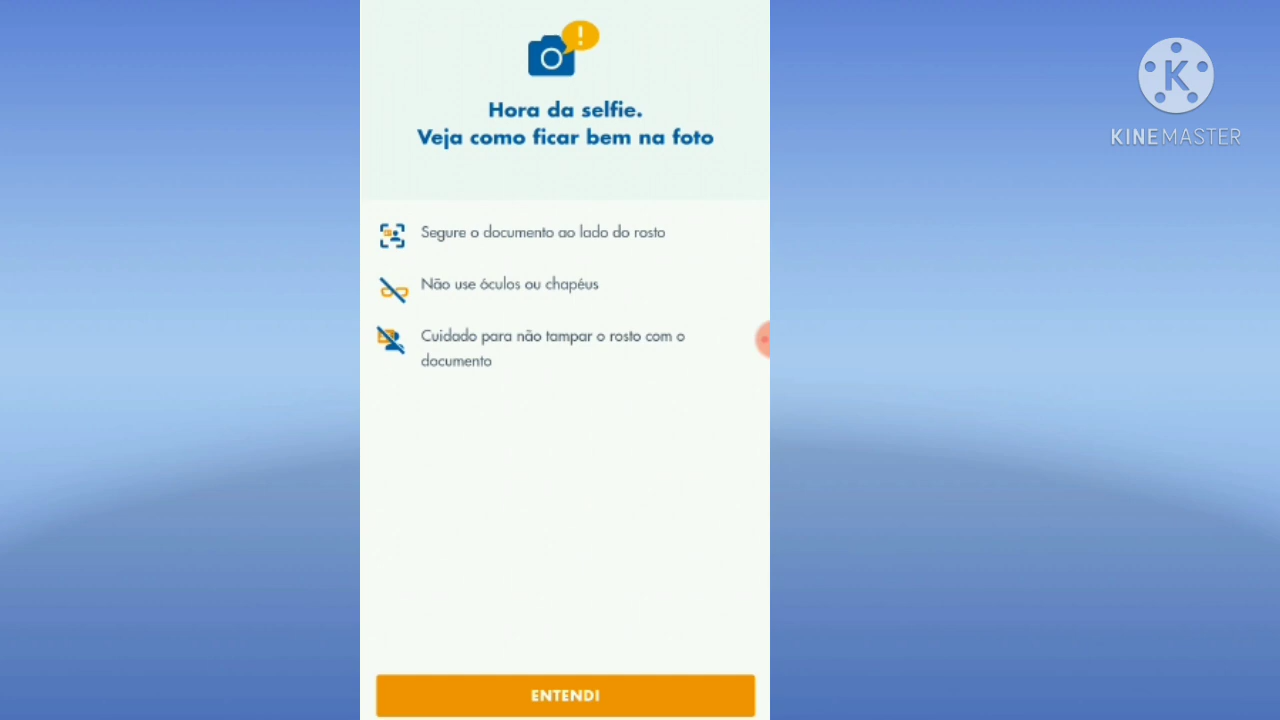 Hora da selfie.
Veja como ficar bem na foto
Segure o documento ao lado do rosto
Não use óculos ou chapéus
Cuidado para não tampar o rosto com o
documento
ENTENDI
K
KINEMASTER